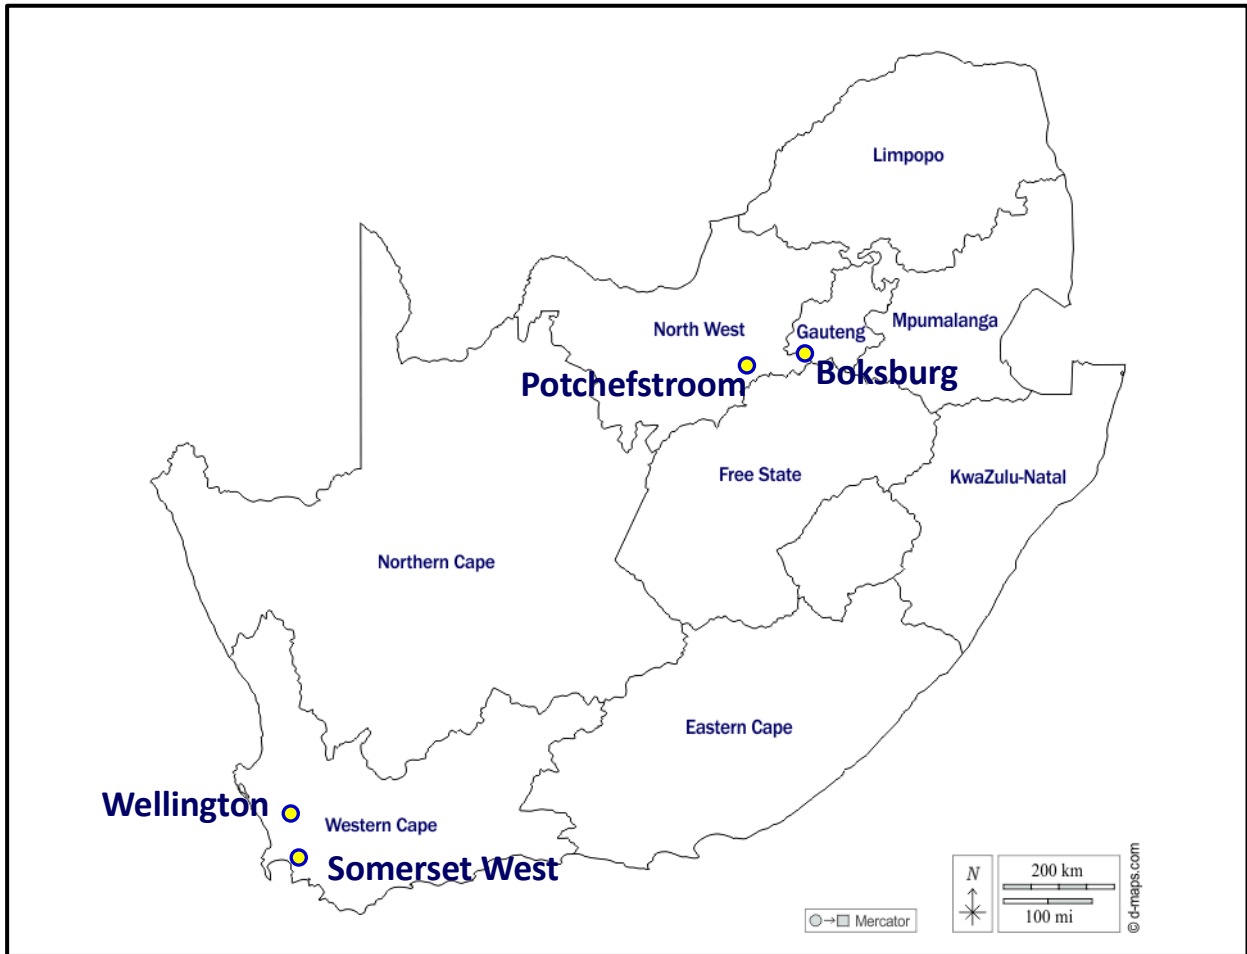 Limpopo
North West
Gauteng
Mpumalanga
Potchefstroom
Boksburg
Free State
KwaZulu-Natal
Northern Cape
Eastern Cape
Wellington
Western Cape
Somerset West
N
200 km
100 mi
Mercator
© d-maps.com